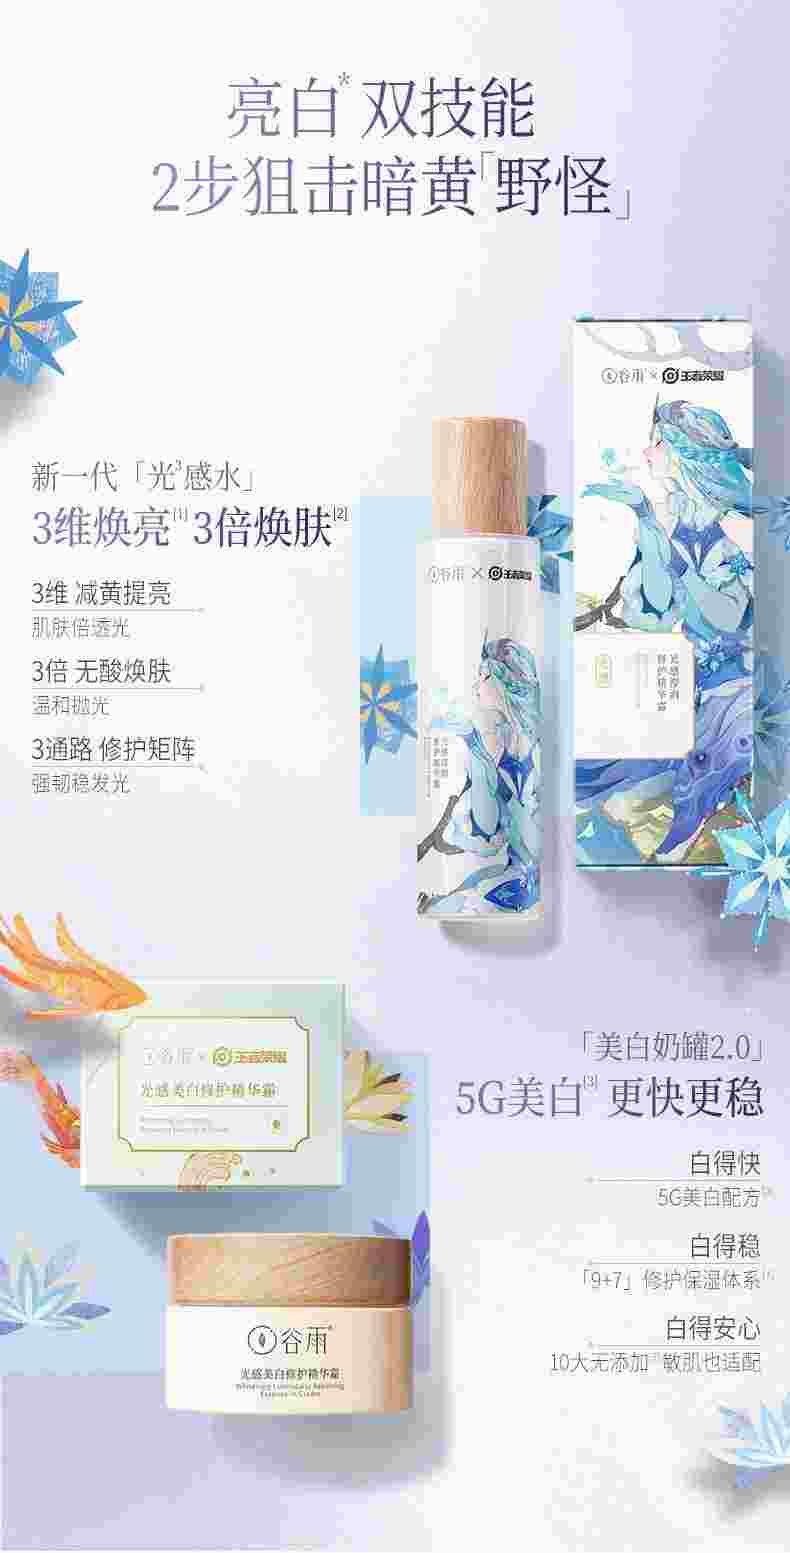 亮白* 双技能
2步狙击暗黄「野怪」
谷雨 × 王者荣耀
新一代「光³感水」
3维焕亮[1] 3倍焕肤[2]
谷雨 × 王者荣耀
3维 减黄提亮
肌肤倍透光
3倍 无酸焕肤
温和抛光
3通路 修护矩阵
强韧稳发光
谷雨 × 王者荣耀
光感美白修护精华霜
「美白奶罐2.0」
5G美白[3] 更快更稳
白得快
5G美白配方
白得稳
「9+7」修护保湿体系
白得安心
10大无添加 敏肌也适配
谷雨
光感美白修护精华霜